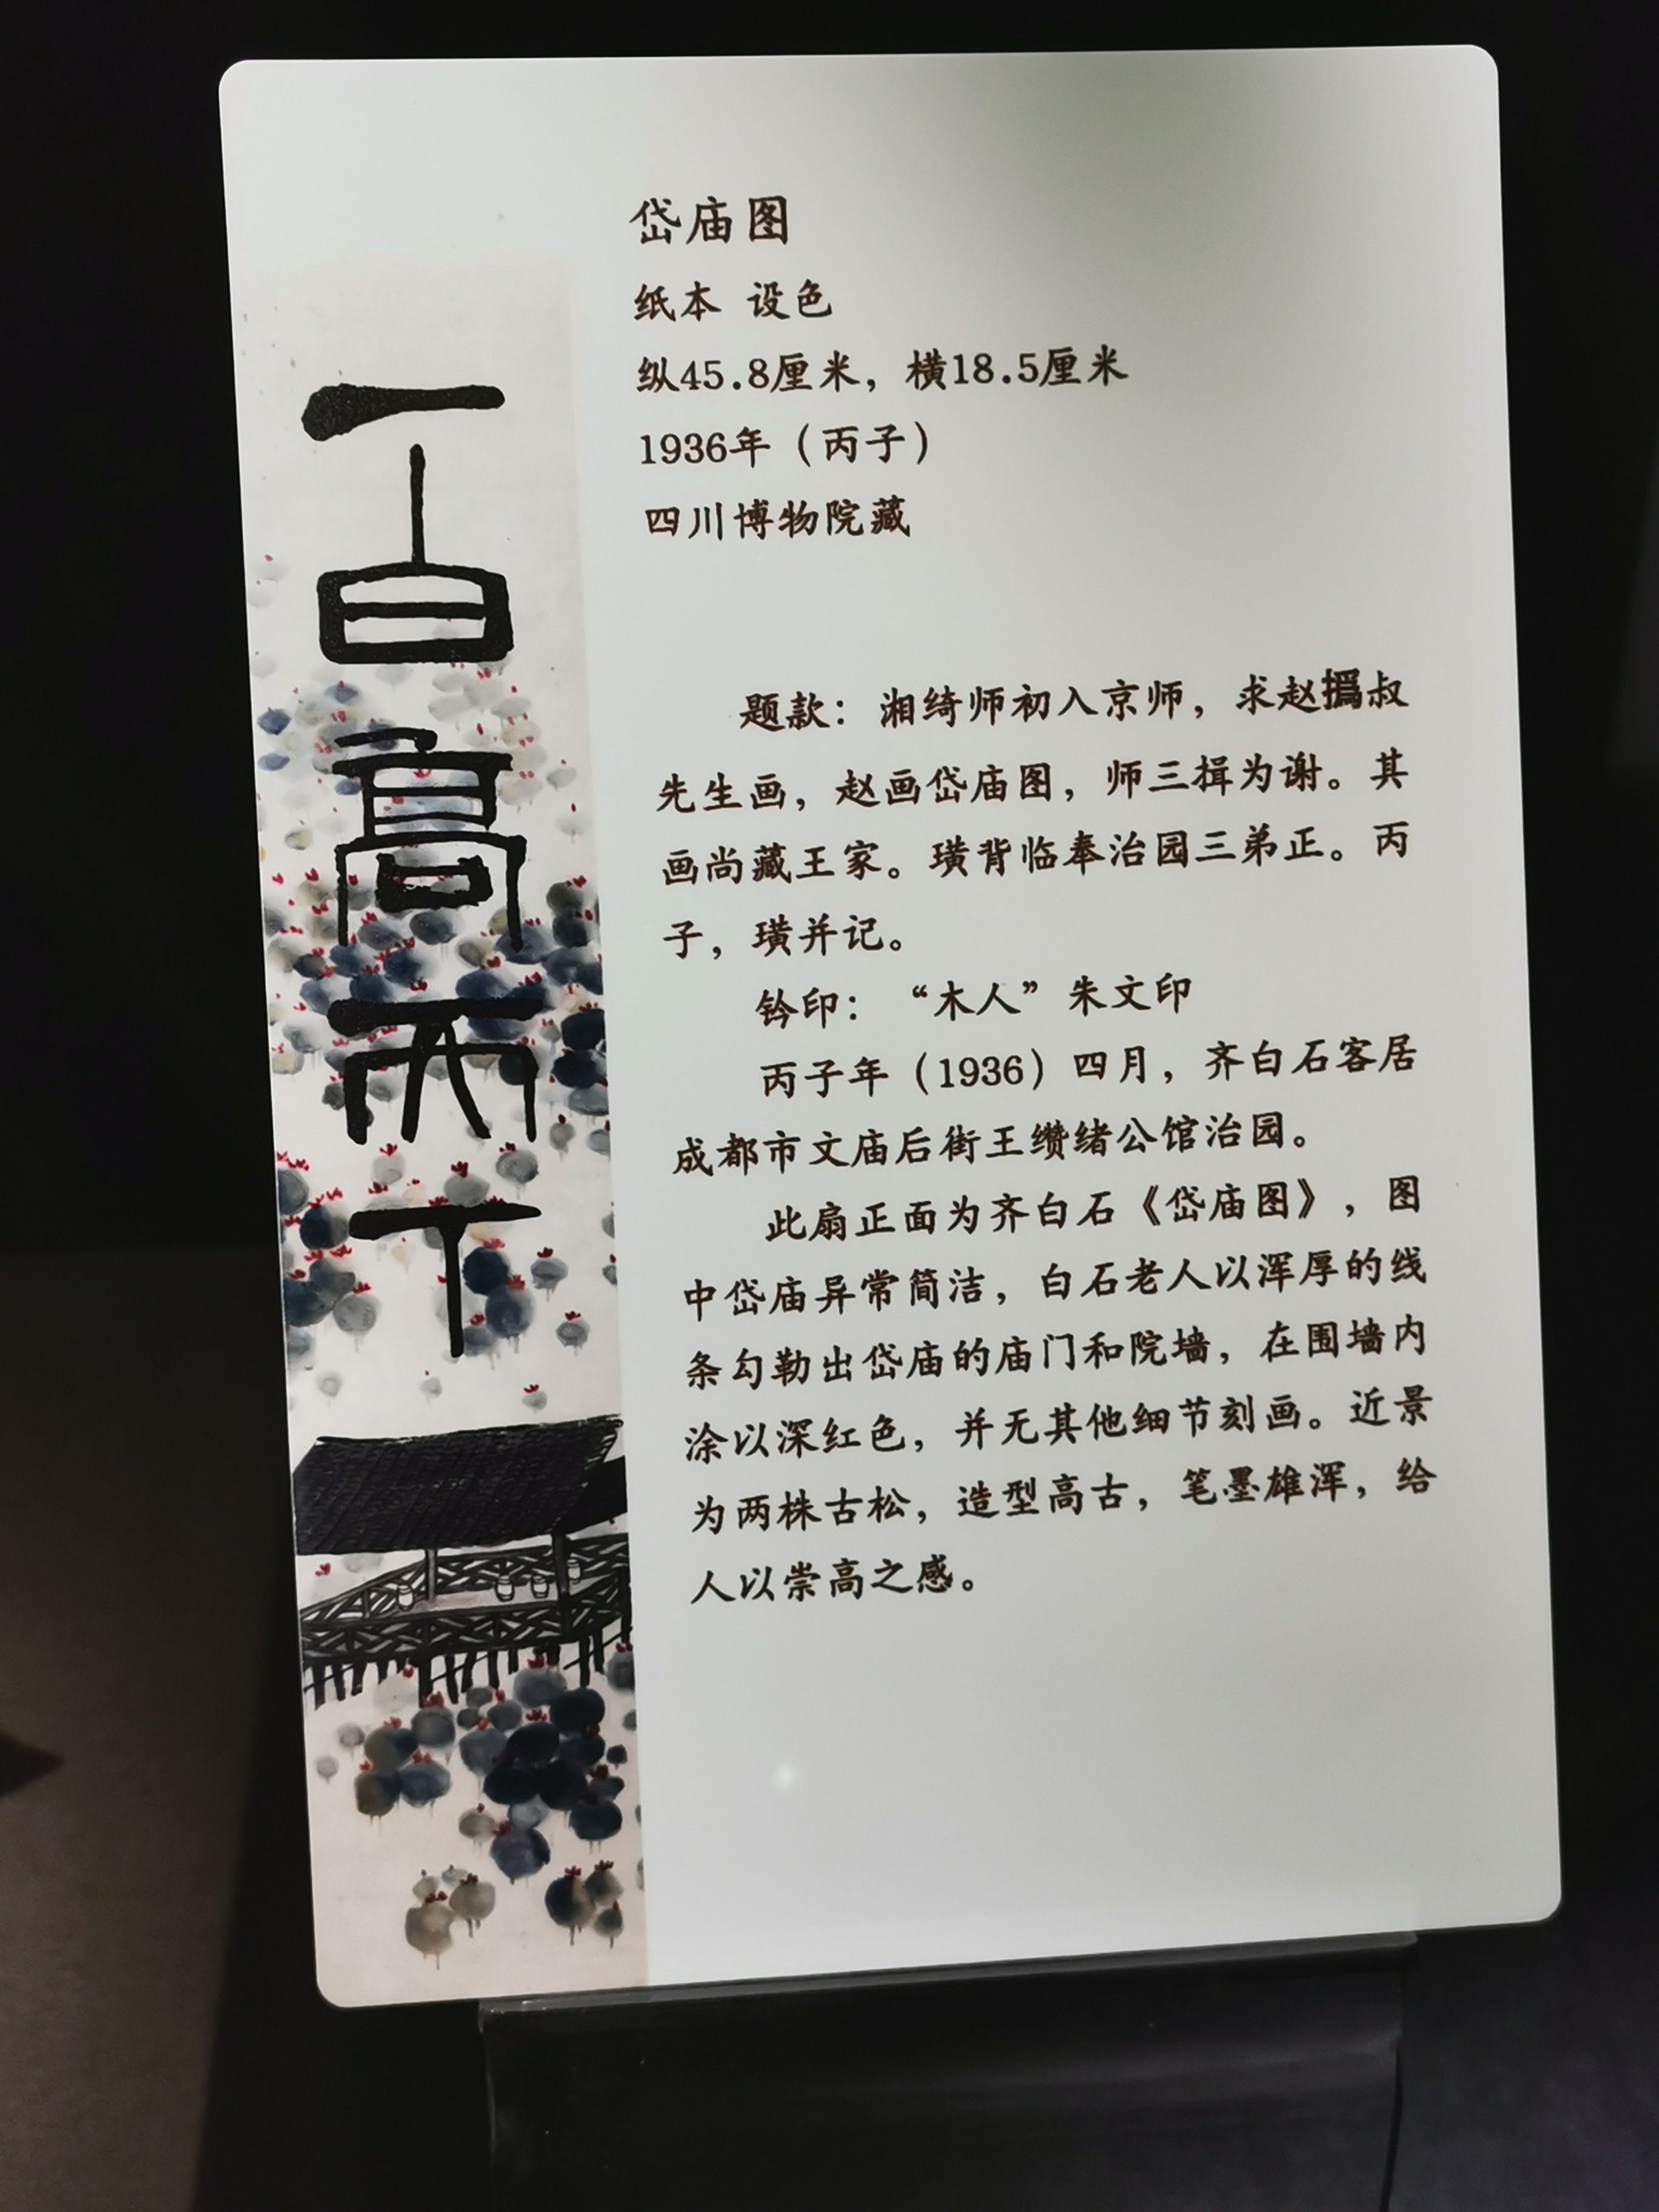 一白高天下
岱庙图
纸本 设色
纵45.8厘米，横18.5厘米
1936年（丙子）
四川博物院藏
题款：湘绮师初入京师，求赵撝叔
先生画，赵画岱庙图，师三揖为谢。其
画尚藏王家。璜背临奉治园三弟正。丙
子，璜并记。
钤印：“木人”朱文印
丙子年（1936）四月，齐白石客居
成都市文庙后街王缵绪公馆治园。
此扇正面为齐白石《岱庙图》，图
中岱庙异常简洁，白石老人以浑厚的线
条勾勒出岱庙的庙门和院墙，在围墙内
涂以深红色，并无其他细节刻画。近景
为两株古松，造型高古，笔墨雄浑，给
人以崇高之感。